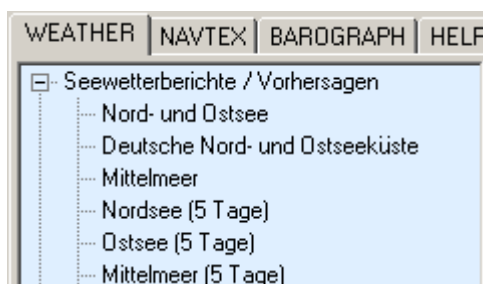 WEATHER NAVTEX BAROGRAPH HELP
Seewetterberichte / Vorhersagen
Nord- und Ostsee
Deutsche Nord- und Ostseeküste
Mittelmeer
Nordsee (5 Tage)
Ostsee (5 Tage)
Mittelmeer (5 Tage)